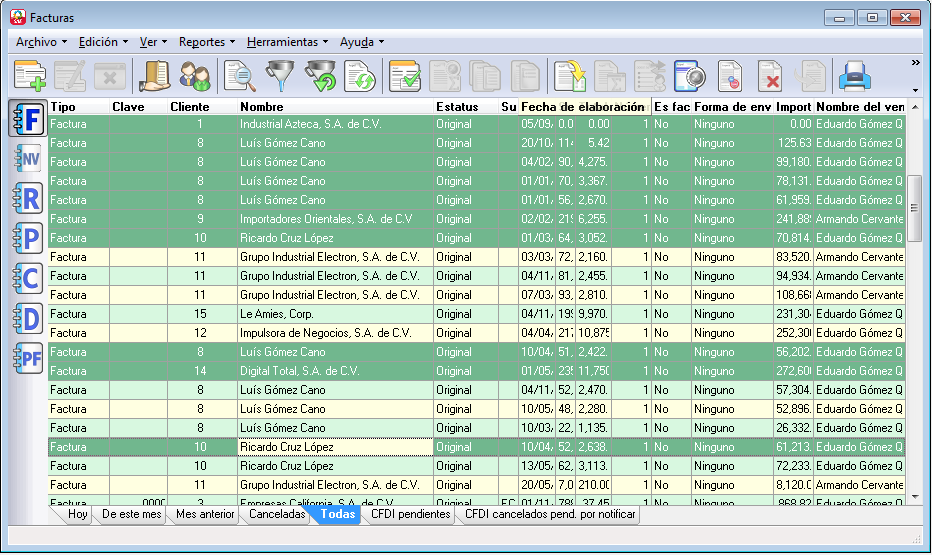 Facturas
Archivo Edición Ver Reportes Herramientas Ayuda
Tipo Clave Cliente Nombre Estatus Su Fecha de elaboración Es fac Forma de env Import Nombre del ven
Factura 1 Industrial Azteca, S.A. de C.V. Original 05/09/ 0.0 0.00 1 No Ninguno 0.00 Eduardo Gómez Q
Factura 8 Luís Gómez Cano Original 20/10/ 114 5.42 1 No Ninguno 125.63 Eduardo Gómez Q
Factura 8 Luís Gómez Cano Original 04/02/ 90, 4,275. 1 No Ninguno 99,180. Eduardo Gómez Q
Factura 8 Luís Gómez Cano Original 01/01/ 70, 3,367. 1 No Ninguno 78,131. Eduardo Gómez Q
Factura 8 Luís Gómez Cano Original 01/01/ 56, 2,670. 1 No Ninguno 61,959. Eduardo Gómez Q
Factura 9 Importadores Orientales, S.A. de C.V Original 02/02/ 219 6,255. 1 No Ninguno 241,88 Armando Cervante
Factura 10 Ricardo Cruz López Original 01/03/ 64, 3,052. 1 No Ninguno 70,814. Eduardo Gómez Q
F Factura 11 Grupo Industrial Electron, S.A. de C.V. Original 03/03/ 72, 2,160. 1 No Ninguno 83,520. Armando Cervante
NV Factura 11 Grupo Industrial Electron, S.A. de C.V. Original 04/11/ 81, 2,455. 1 No Ninguno 94,934. Armando Cervante
R Factura 11 Grupo Industrial Electron, S.A. de C.V. Original 07/03/ 93, 2,810. 1 No Ninguno 108,66 Armando Cervante
P Factura 15 Le Amies, Corp. Original 04/11/ 199 9,970. 1 No Ninguno 231,30 Armando Cervante
C Factura 12 Impulsora de Negocios, S.A. de C.V. Original 04/04/ 217 10,875 1 No Ninguno 252,30 Armando Cervante
D Factura 8 Luís Gómez Cano Original 10/04/ 51, 2,422. 1 No Ninguno 56,202. Eduardo Gómez Q
PF Factura 14 Digital Total, S.A. de C.V. Original 01/05/ 235 11,750 1 No Ninguno 272,60 Eduardo Gómez Q
Factura 8 Luís Gómez Cano Original 04/11/ 52, 2,470. 1 No Ninguno 57,304. Eduardo Gómez Q
Factura 8 Luís Gómez Cano Original 10/05/ 48, 2,280. 1 No Ninguno 52,896. Eduardo Gómez Q
Factura 8 Luís Gómez Cano Original 10/03/ 22, 1,135. 1 No Ninguno 26,332. Eduardo Gómez Q
Factura 10 Ricardo Cruz López Original 10/04/ 52, 2,638. 1 No Ninguno 61,213. Eduardo Gómez Q
Factura 10 Ricardo Cruz López Original 13/05/ 62, 3,113. 1 No Ninguno 72,233. Eduardo Gómez Q
Factura 11 Grupo Industrial Electron, S.A. de C.V. Original 20/05/ 7,0 210.00 1 No Ninguno 8,120.0 Armando Cervante
Factura 0000 3 Empresas California, S.A. de C.V. Original FC 01/11/ 789 37.45 1 No Ninguno 868.82 Eduardo Gómez Q
Hoy De este mes Mes anterior Canceladas Todas CFDI pendientes CFDI cancelados pend. por notificar